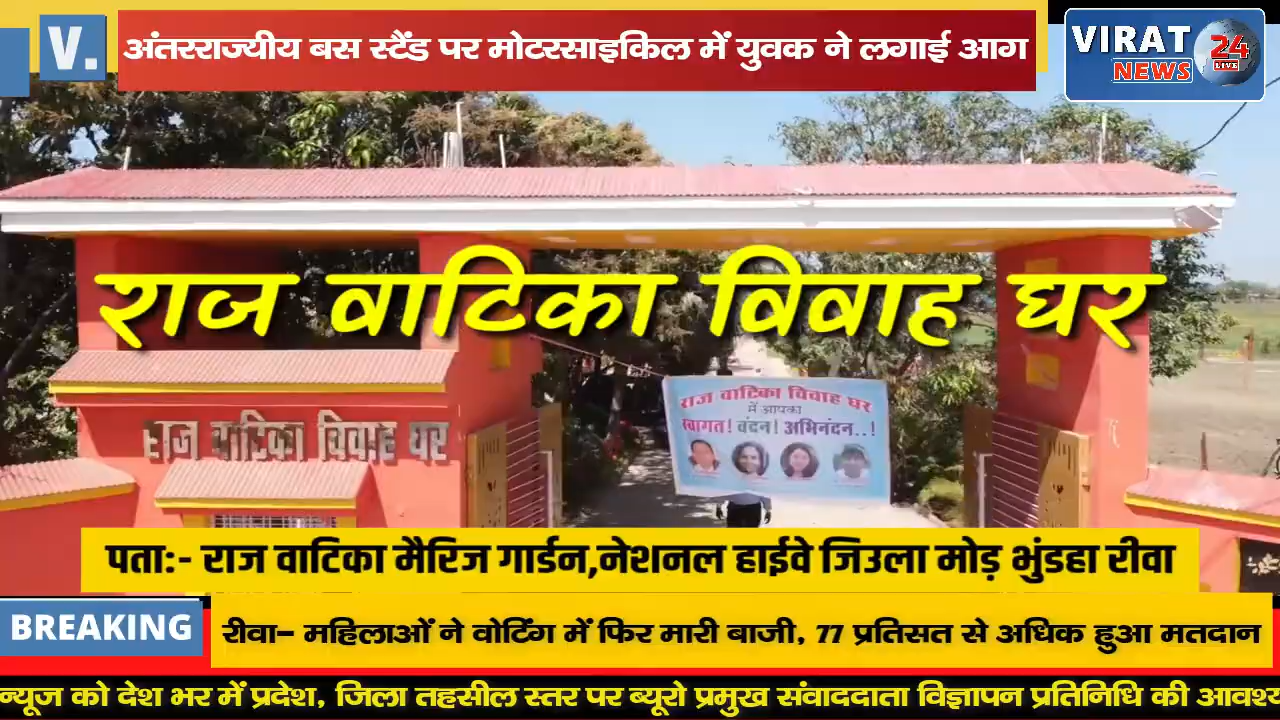 V.
अंतरराज्यीय बस स्टैंड पर मोटरसाइकिल में युवक ने लगाई आग
VIRAT
NEWS
24
LIVE
राज वाटिका विवाह घर
राज वाटिका विवाह घर
में आपका
स्वागत! वंदन! अभिनंदन..!
राज वाटिका विवाह घर
पताः- राज वाटिका मैरिज गार्डन,नेशनल हाईवे जिउला मोड़ भुंडहा रीवा
BREAKING
रीवा– महिलाओं ने वोटिंग में फिर मारी बाजी, 77 प्रतिसत से अधिक हुआ मतदान
न्यूज को देश भर में प्रदेश, जिला तहसील स्तर पर ब्यूरो प्रमुख संवाददाता विज्ञापन प्रतिनिधि की आवश्य